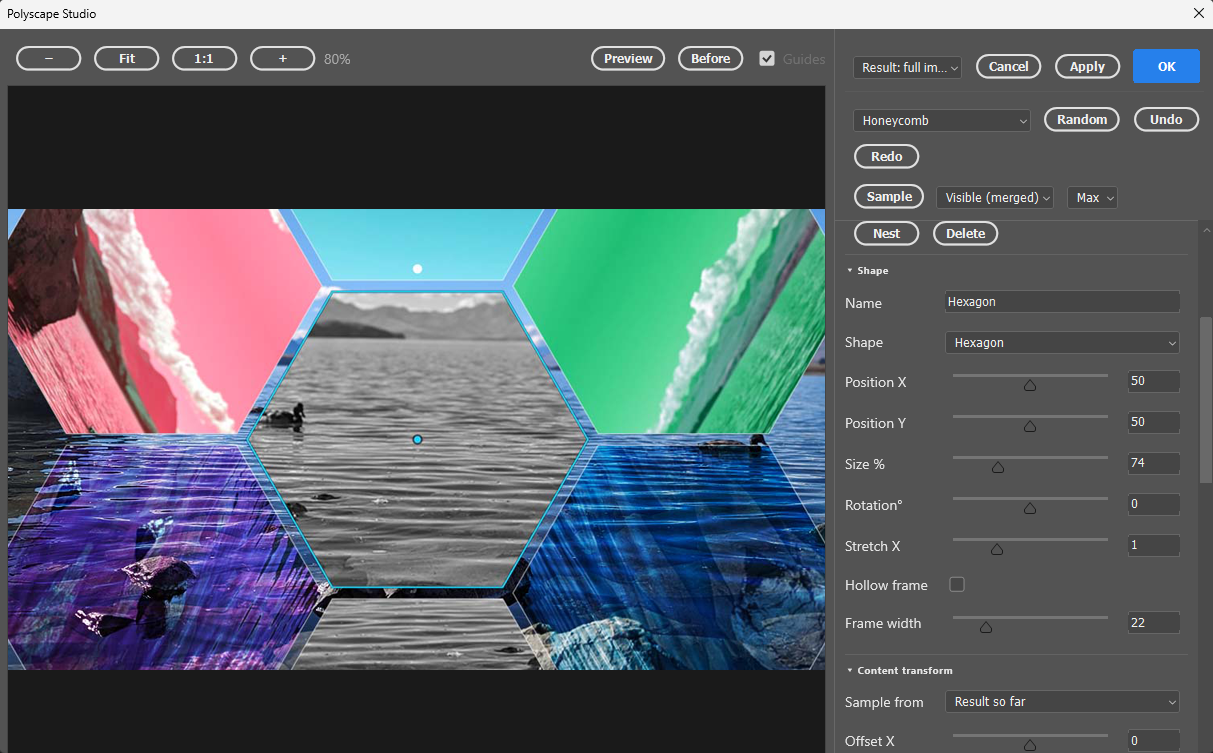 Polyscape Studio
− Fit 1:1 + 80% Preview Before Guides
Result: full im... Cancel Apply OK
Honeycomb Random Undo
Redo
Sample Visible (merged) Max
Nest Delete
Shape
Name Hexagon
Shape Hexagon
Position X 50
Position Y 50
Size % 74
Rotation° 0
Stretch X 1
Hollow frame
Frame width 22
Content transform
Sample from Result so far
Offset X 0